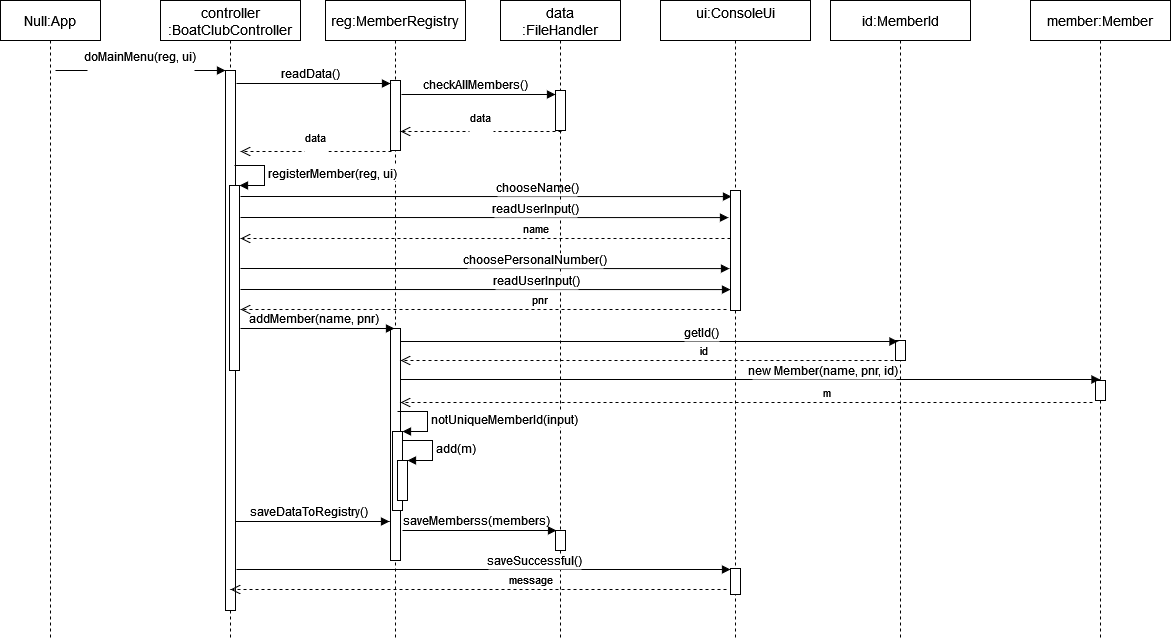 Null:App
controller
:BoatClubController
reg:MemberRegistry
data
:FileHandler
ui:ConsoleUi
id:MemberId
member:Member
doMainMenu(reg, ui)
readData()
checkAllMembers()
data
data
registerMember(reg, ui)
chooseName()
readUserInput()
name
choosePersonalNumber()
readUserInput()
pnr
addMember(name, pnr)
getId()
id
new Member(name, pnr, id)
m
notUniqueMemberId(input)
add(m)
saveDataToRegistry()
saveMemberss(members)
saveSuccessful()
message